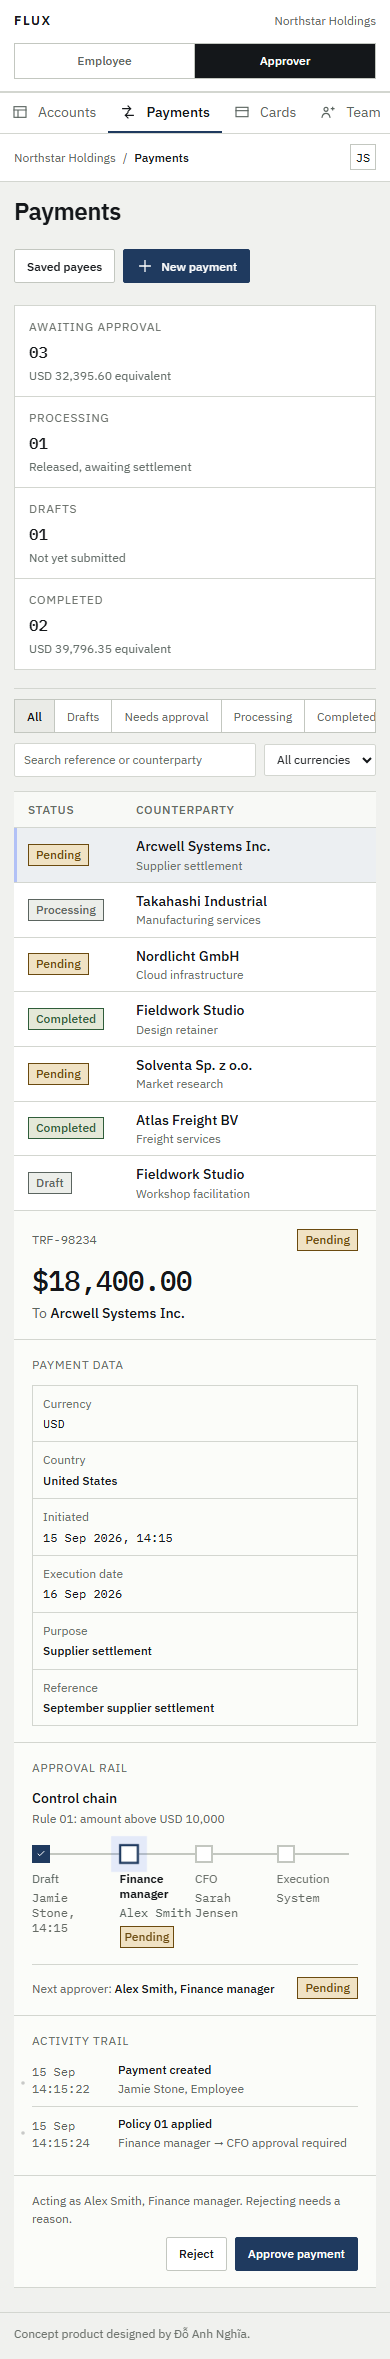 FLUX
Northstar Holdings
Employee
Approver
Accounts
Payments
Cards
Team
Northstar Holdings / Payments
JS
Payments
Saved payees
New payment
AWAITING APPROVAL
03
USD 32,395.60 equivalent
PROCESSING
01
Released, awaiting settlement
DRAFTS
01
Not yet submitted
COMPLETED
02
USD 39,796.35 equivalent
All
Drafts
Needs approval
Processing
Completed
Search reference or counterparty
All currencies
STATUS
COUNTERPARTY
Pending
Arcwell Systems Inc.
Supplier settlement
Processing
Takahashi Industrial
Manufacturing services
Pending
Nordlicht GmbH
Cloud infrastructure
Completed
Fieldwork Studio
Design retainer
Pending
Solventa Sp. z o.o.
Market research
Completed
Atlas Freight BV
Freight services
Draft
Fieldwork Studio
Workshop facilitation
TRF-98234
Pending
$18,400.00
To Arcwell Systems Inc.
PAYMENT DATA
Currency
USD
Country
United States
Initiated
15 Sep 2026, 14:15
Execution date
16 Sep 2026
Purpose
Supplier settlement
Reference
September supplier settlement
APPROVAL RAIL
Control chain
Rule 01: amount above USD 10,000
Draft
Jamie
Stone,
14:15
Finance
manager
Alex Smith
Pending
CFO
Sarah
Jensen
Execution
System
Next approver: Alex Smith, Finance manager
Pending
ACTIVITY TRAIL
15 Sep
14:15:22
Payment created
Jamie Stone, Employee
15 Sep
14:15:24
Policy 01 applied
Finance manager → CFO approval required
Acting as Alex Smith, Finance manager. Rejecting needs a
reason.
Reject
Approve payment
Concept product designed by Đỗ Anh Nghĩa.